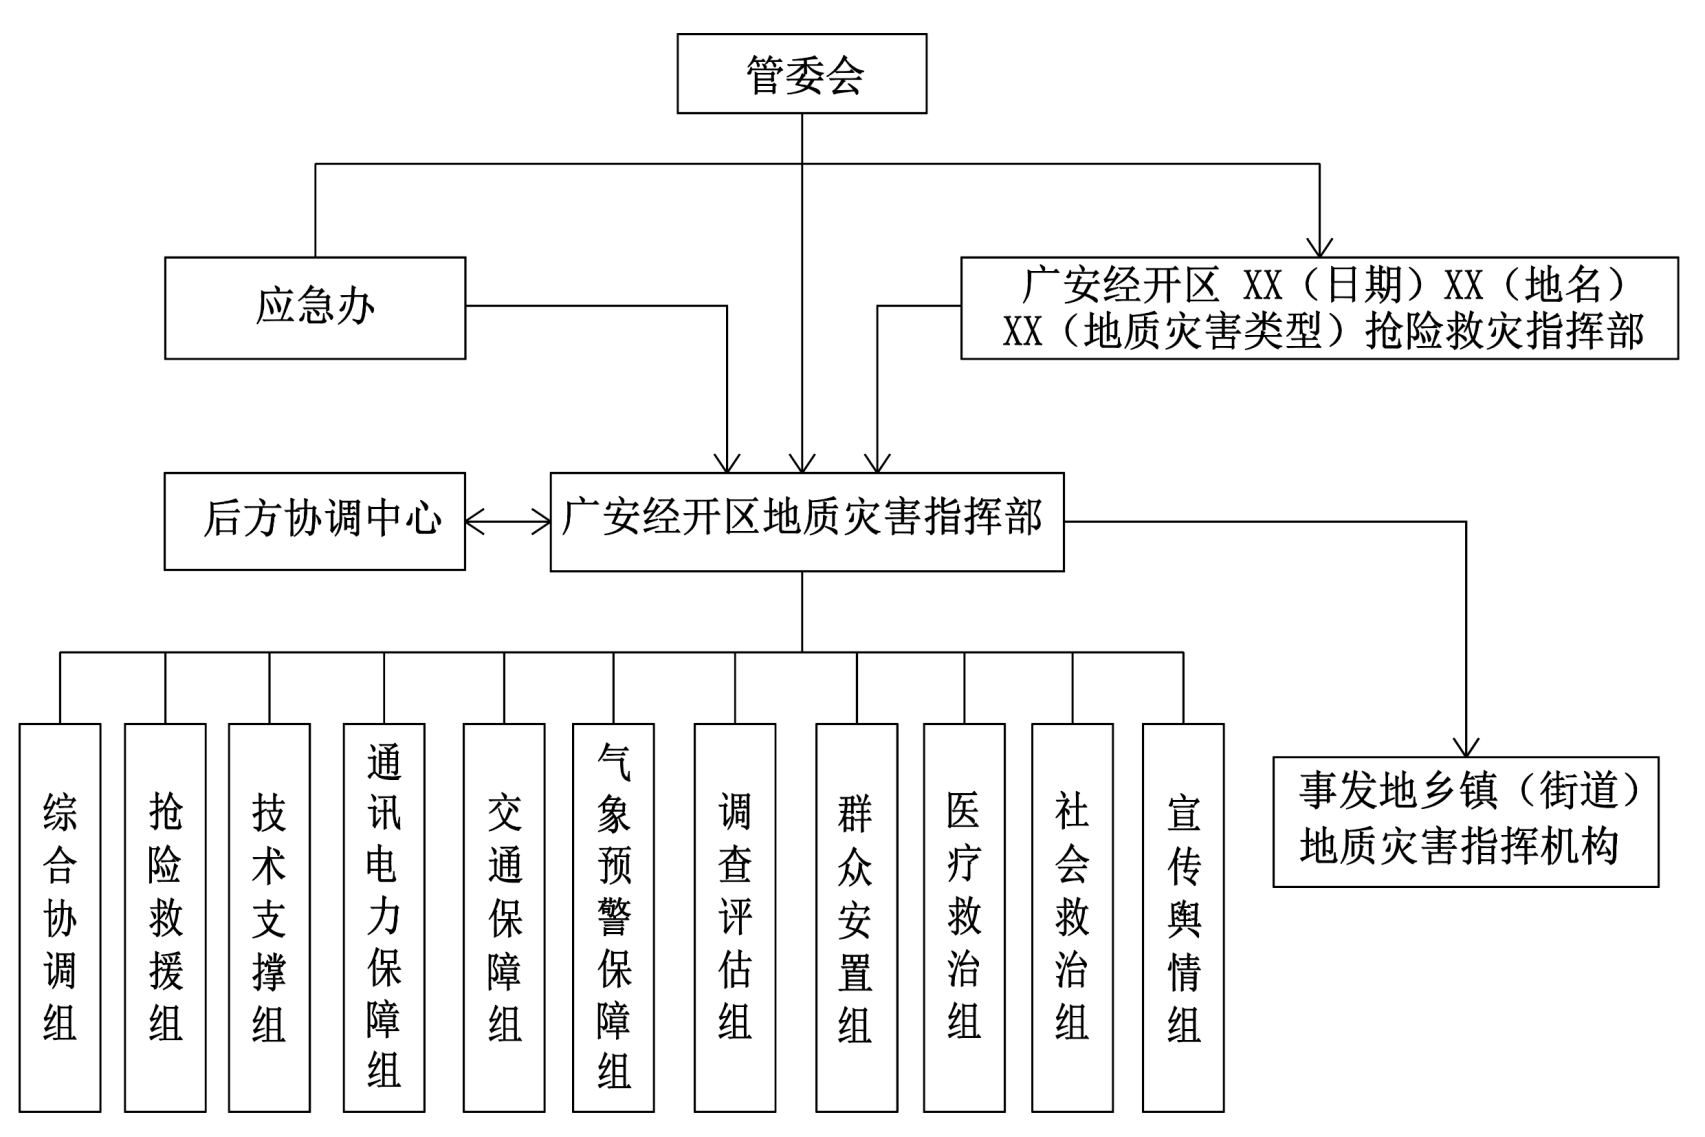 管委会
应急办
广安经开区 XX（日期）XX（地名）
XX（地质灾害类型）抢险救灾指挥部
后方协调中心
广安经开区地质灾害指挥部
综合协调组
抢险救援组
技术支撑组
通讯电力保障组
交通保障组
气象预警保障组
调查评估组
群众安置组
医疗救治组
社会救治组
宣传舆情组
事发地乡镇（街道）
地质灾害指挥机构